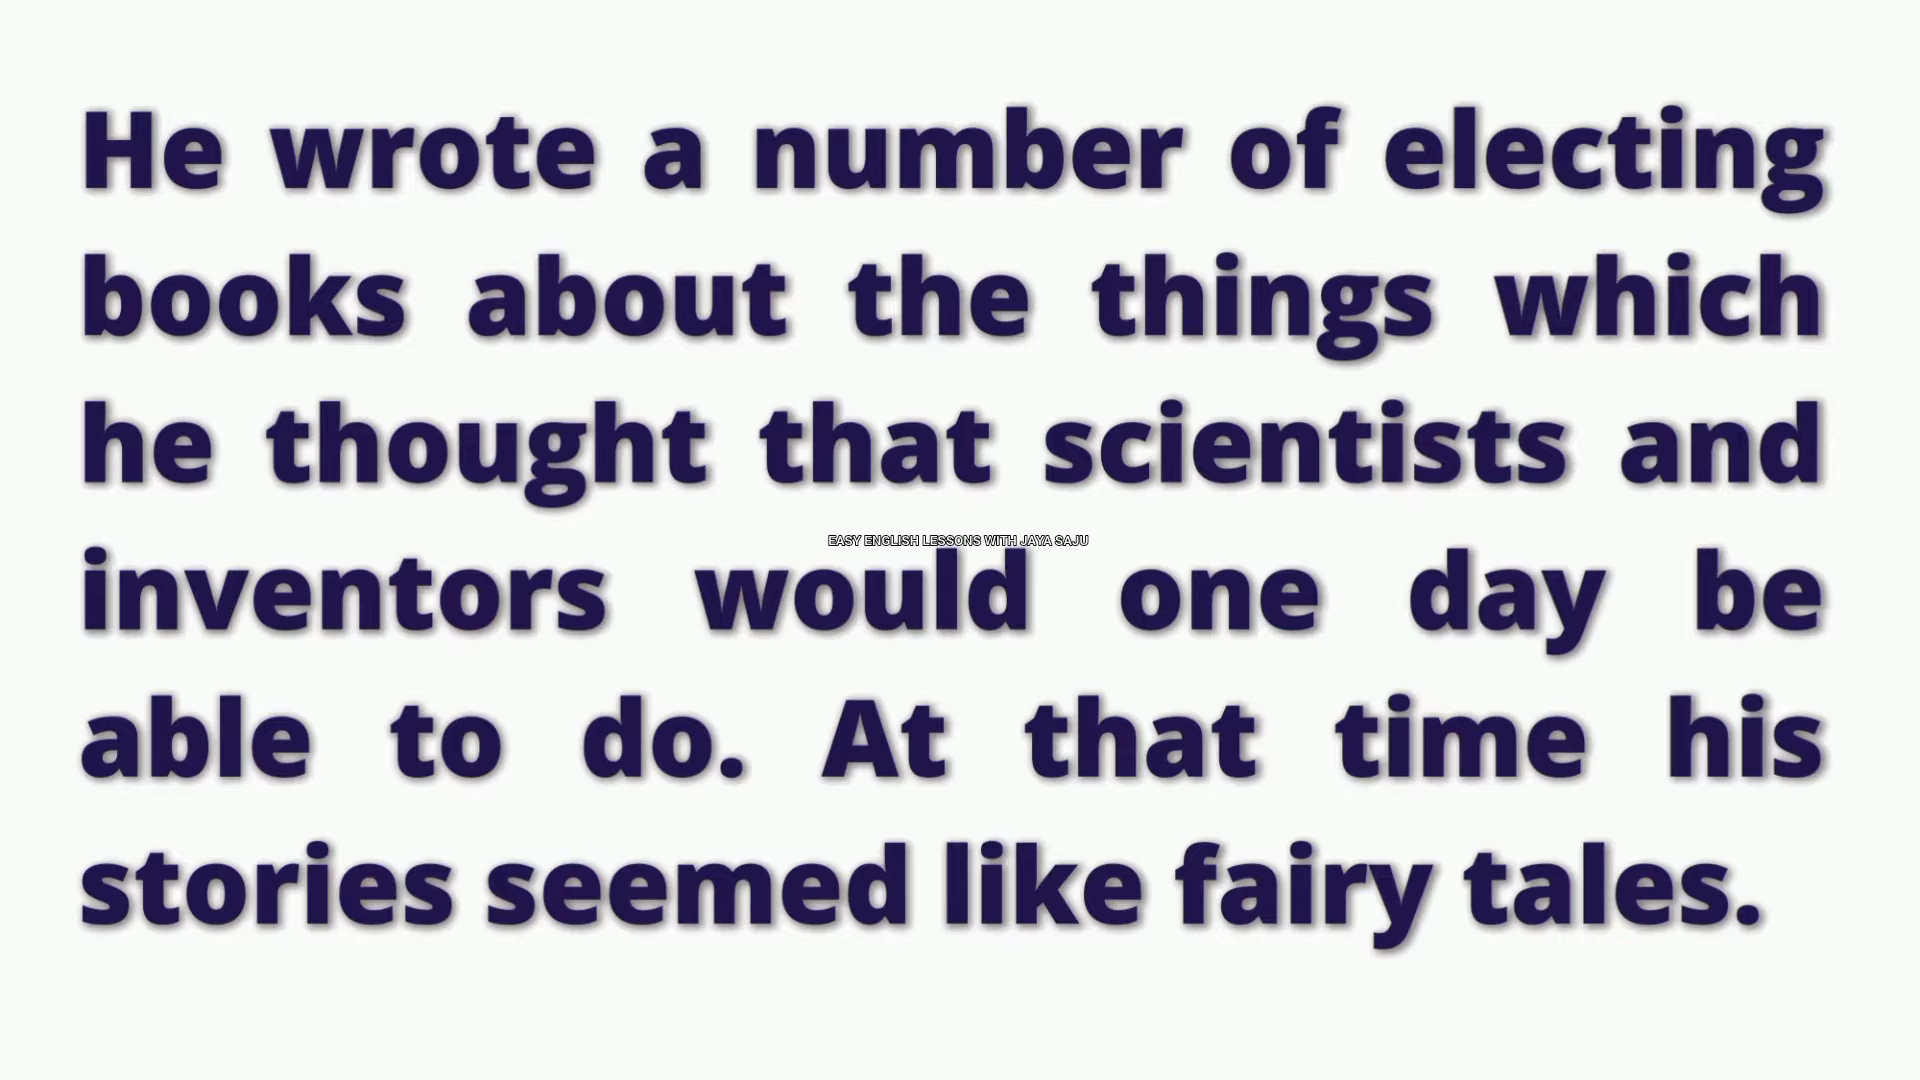 He wrote a number of electing
books about the things which
he thought that scientists and
EASY ENGLISH LESSONS WITH JAYA SAJU
inventors would one day be
able to do. At that time his
stories seemed like fairy tales.